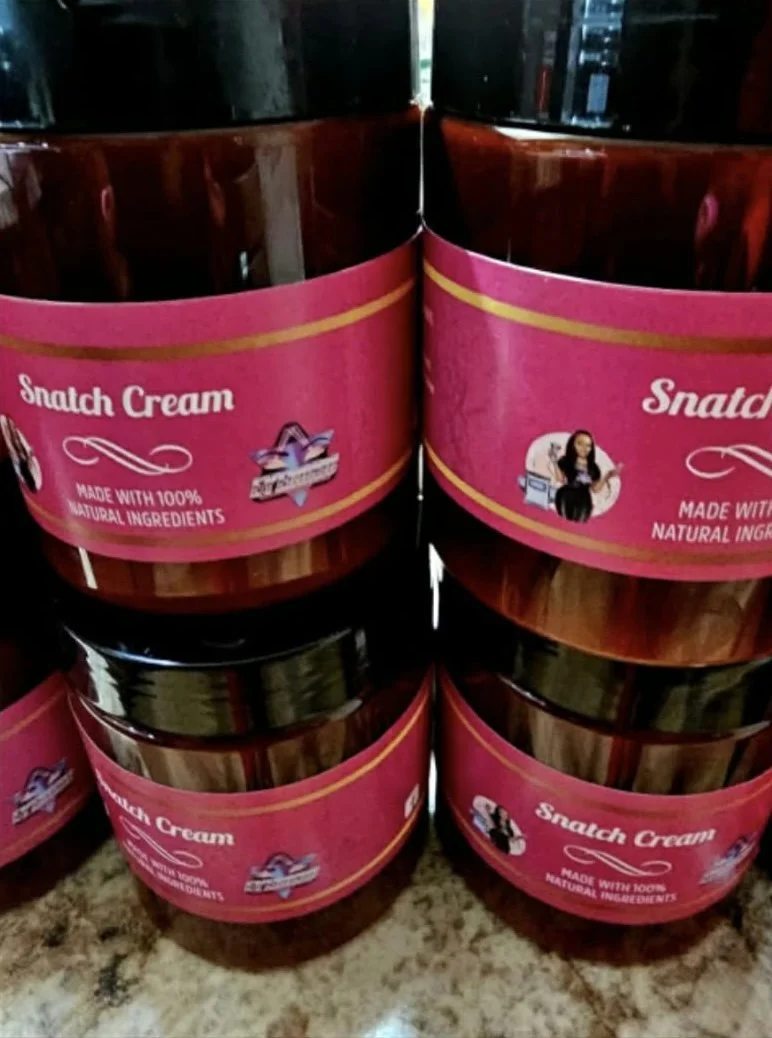 Snatch Cream
MADE WITH 100%
NATURAL INGREDIENTS
Snatch
MADE WITH
NATURAL INGR
Snatch Cream
MADE WITH 100%
NATURAL INGREDIENTS
Snatch Cream
MADE WITH 100%
NATURAL INGREDIENTS